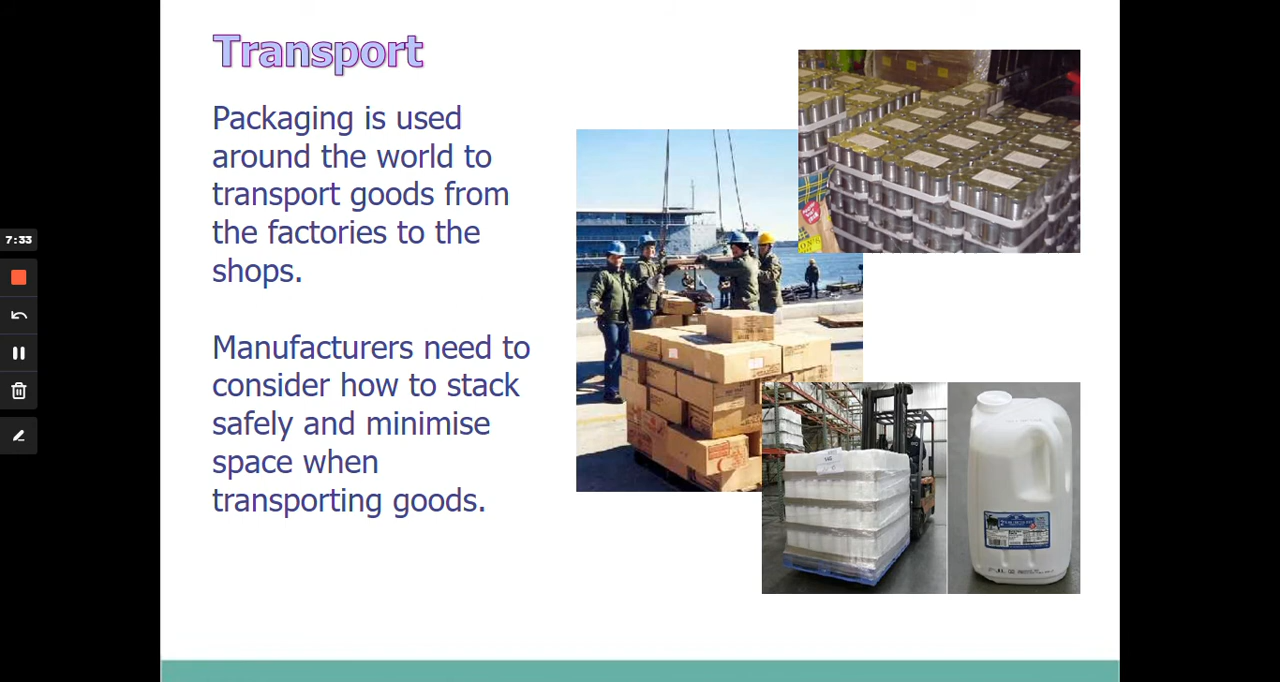 Transport
Packaging is used
around the world to
transport goods from
the factories to the
shops.
Manufacturers need to
consider how to stack
safely and minimise
space when
transporting goods.
7:33